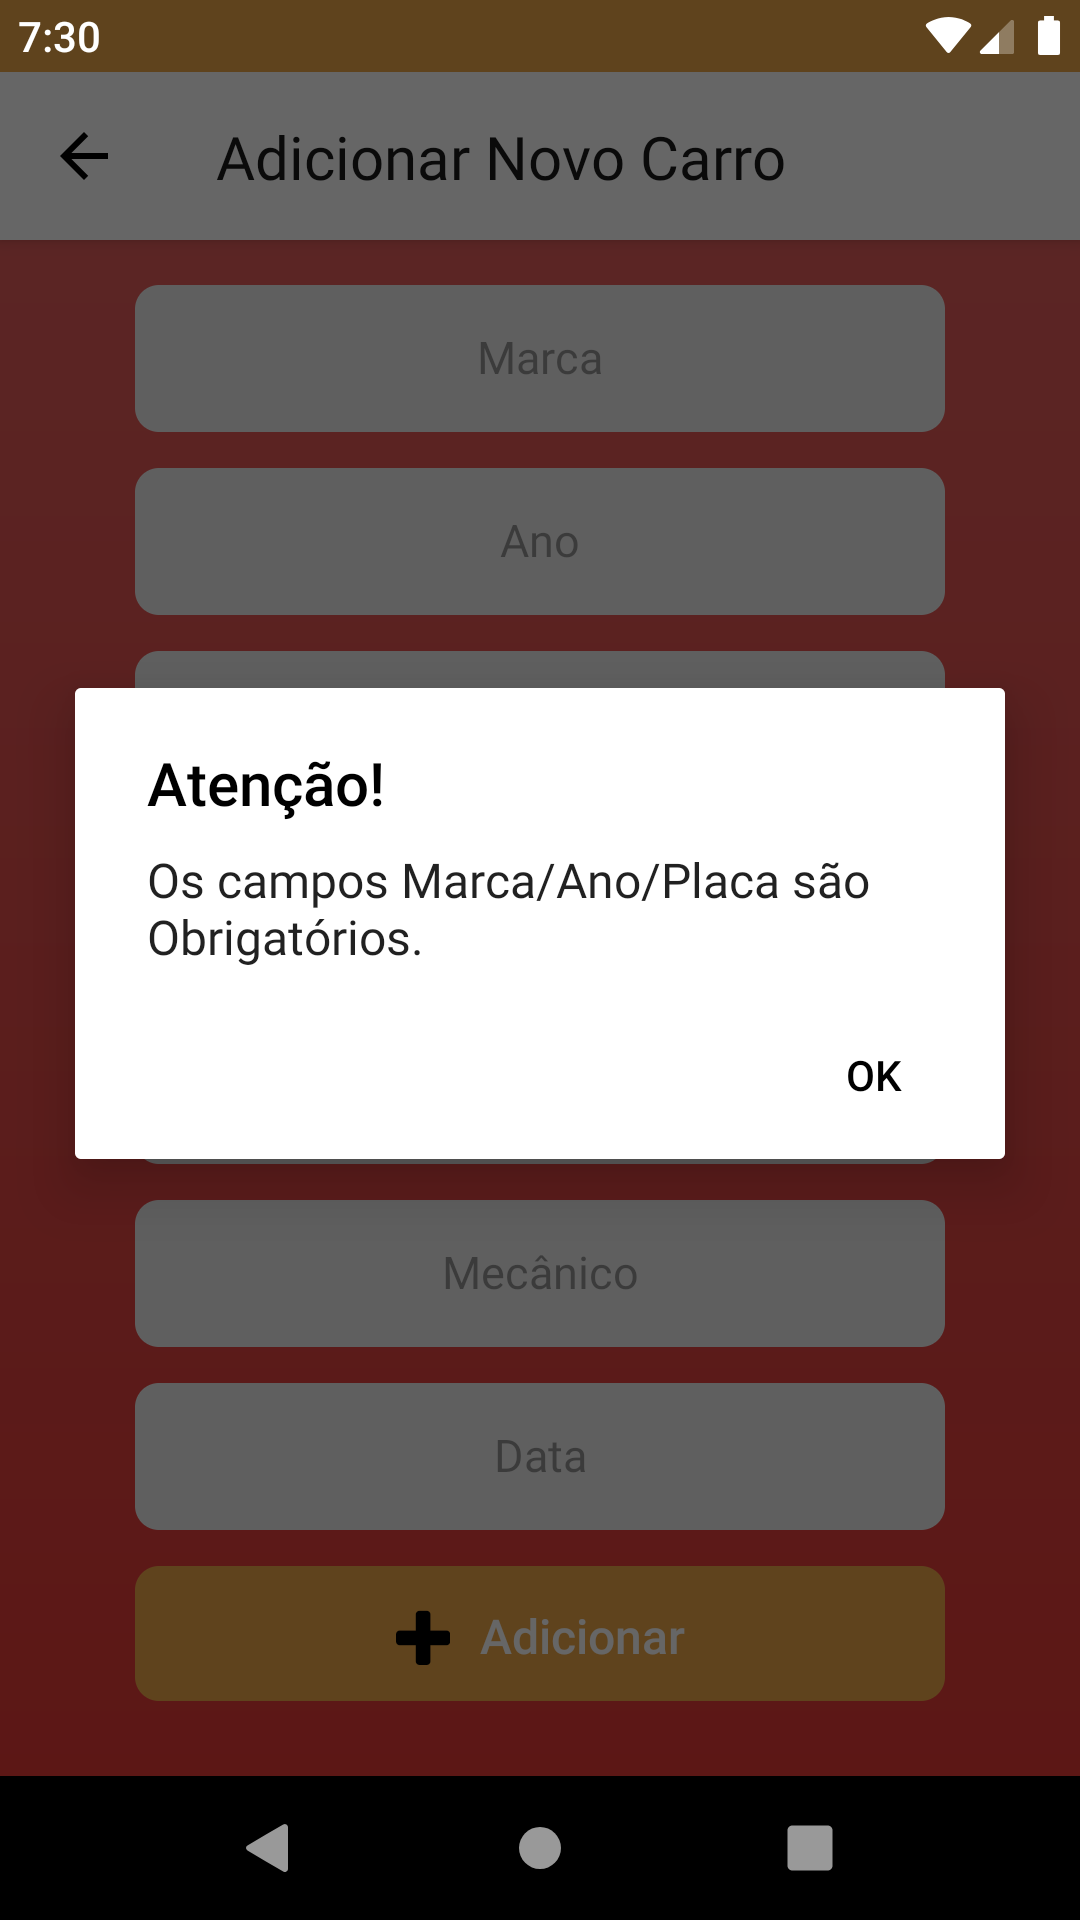 7:30
Adicionar Novo Carro
Marca
Ano
Atenção!
Os campos Marca/Ano/Placa são
Obrigatórios.
OK
Mecânico
Data
Adicionar